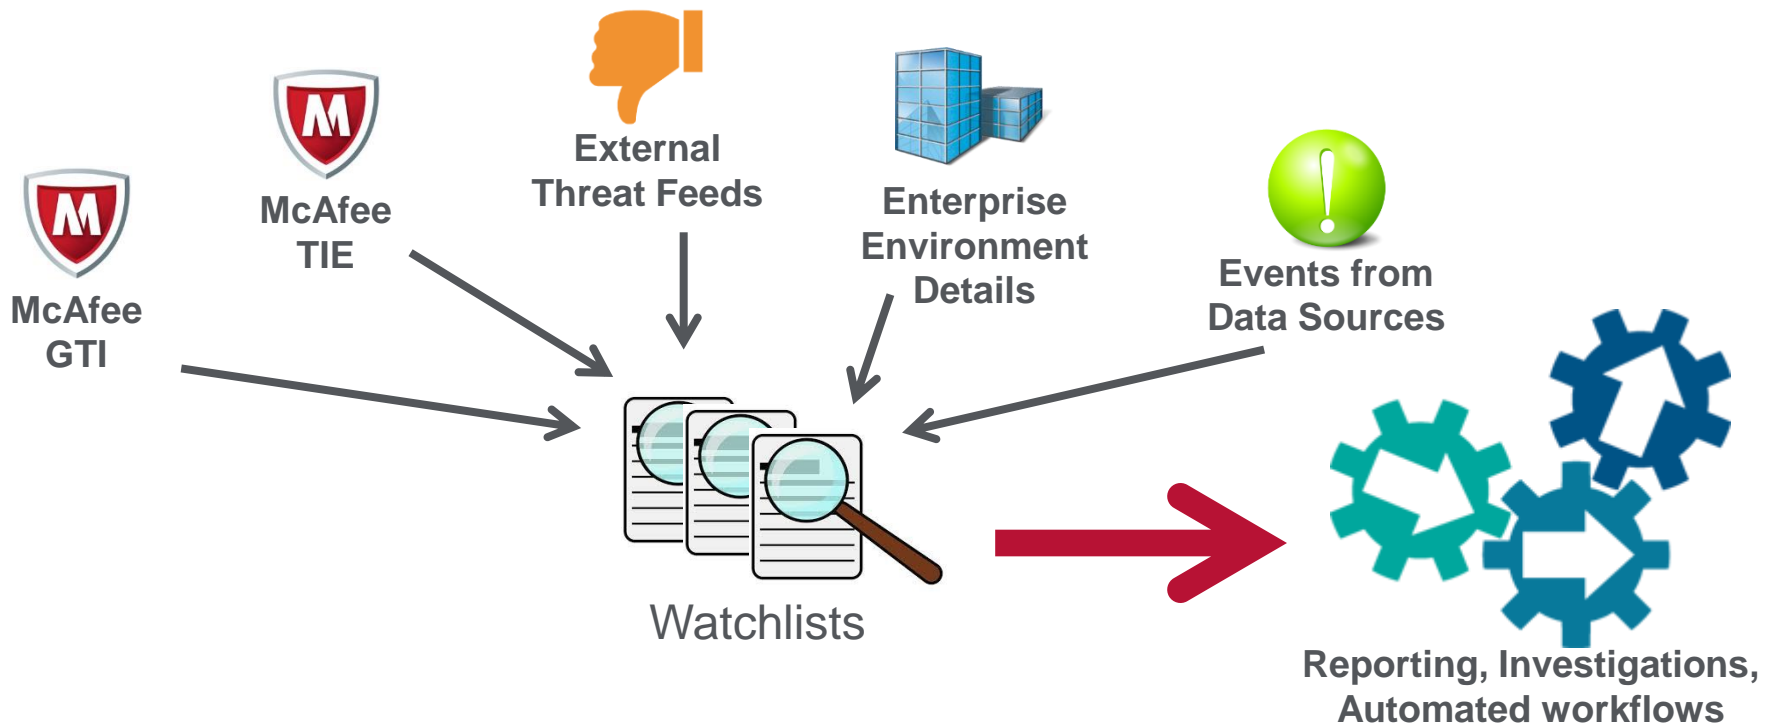 McAfee
GTI
McAfee
TIE
External
Threat Feeds
Enterprise
Environment
Details
Events from
Data Sources
Watchlists
Reporting, Investigations,
Automated workflows